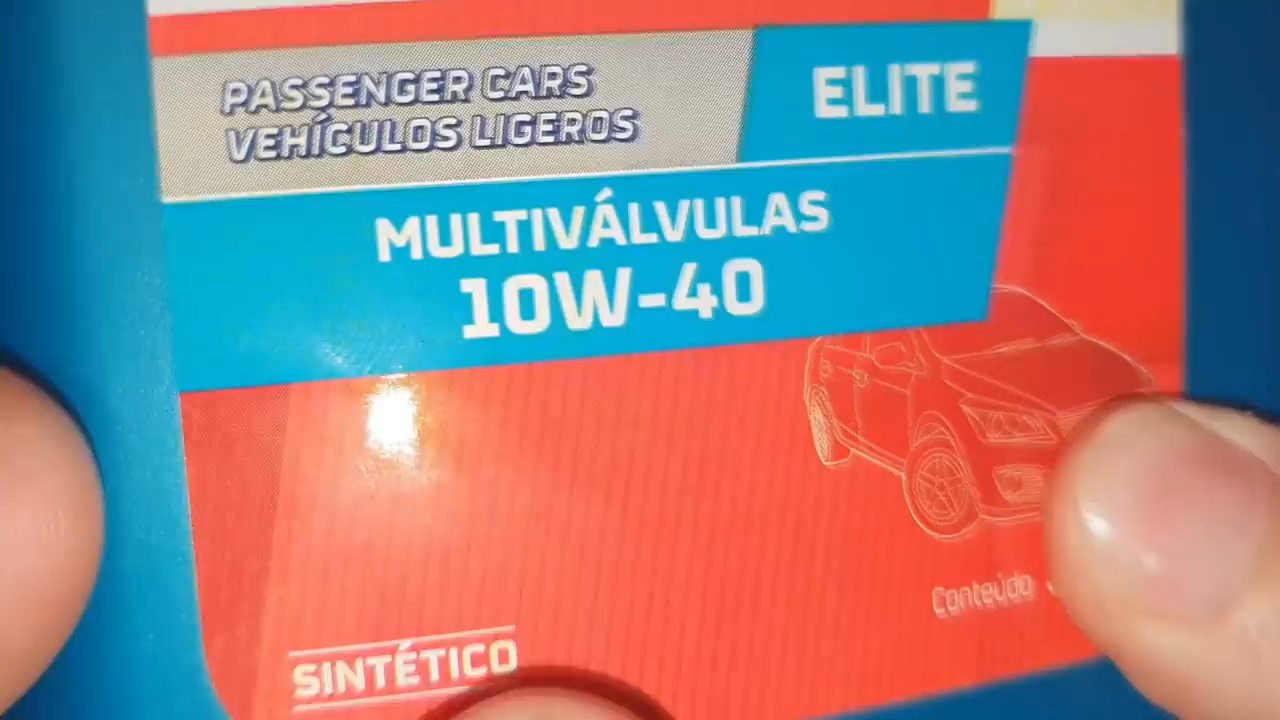 PASSENGER CARS
VEHÍCULOS LIGEROS
ELITE
MULTIVÁLVULAS
10W-40
Conteúdo
SINTÉTICO